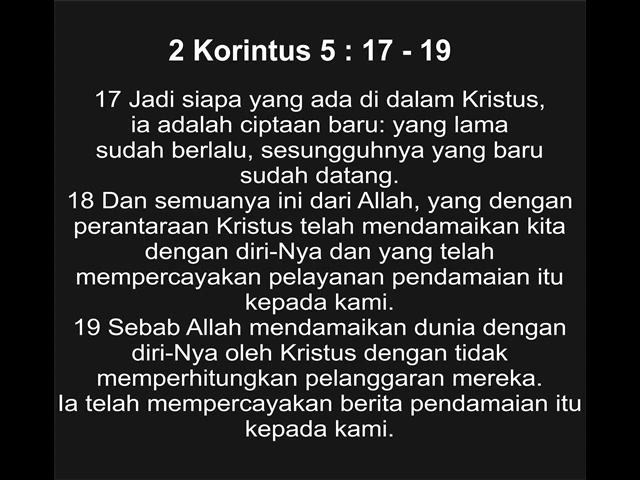 2 Korintus 5 : 17 - 19
17 Jadi siapa yang ada di dalam Kristus,
ia adalah ciptaan baru: yang lama
sudah berlalu, sesungguhnya yang baru
sudah datang.
18 Dan semuanya ini dari Allah, yang dengan
perantaraan Kristus telah mendamaikan kita
dengan diri-Nya dan yang telah
mempercayakan pelayanan pendamaian itu
kepada kami.
19 Sebab Allah mendamaikan dunia dengan
diri-Nya oleh Kristus dengan tidak
memperhitungkan pelanggaran mereka.
Ia telah mempercayakan berita pendamaian itu
kepada kami.